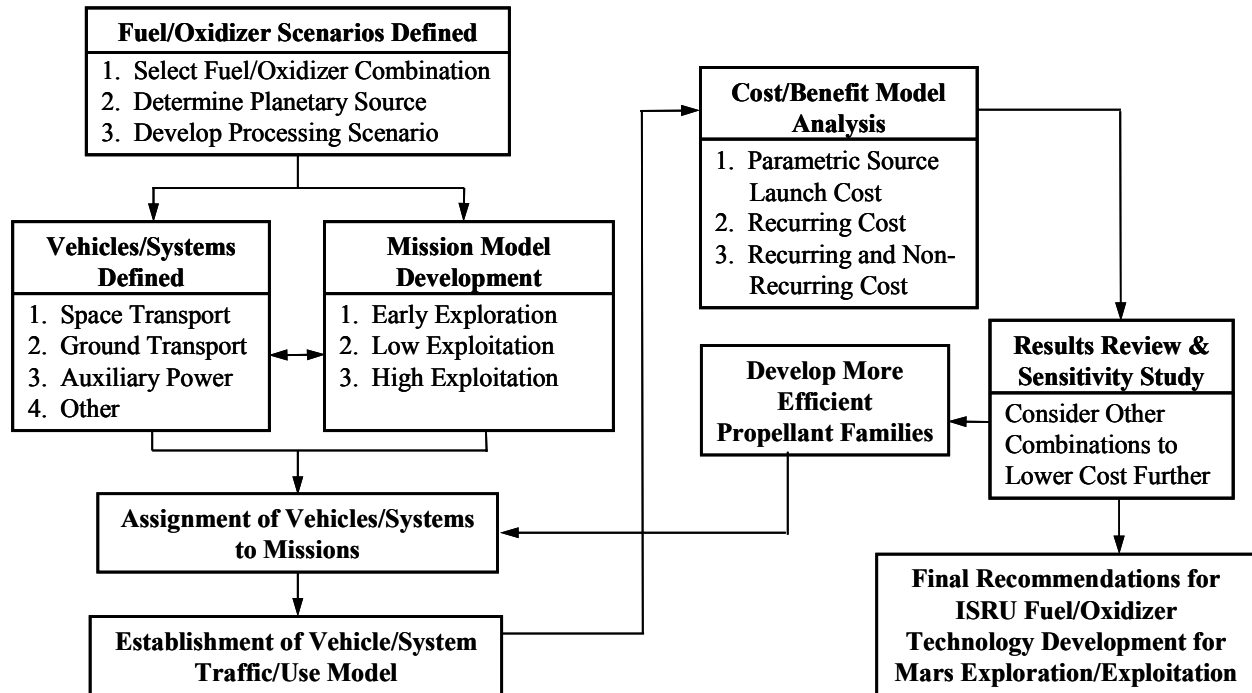 Fuel/Oxidizer Scenarios Defined
1. Select Fuel/Oxidizer Combination
2. Determine Planetary Source
3. Develop Processing Scenario
Vehicles/Systems
Defined
1. Space Transport
2. Ground Transport
3. Auxiliary Power
4. Other
Mission Model
Development
1. Early Exploration
2. Low Exploitation
3. High Exploitation
Assignment of Vehicles/Systems
to Missions
Establishment of Vehicle/System
Traffic/Use Model
Cost/Benefit Model
Analysis
1. Parametric Source
Launch Cost
2. Recurring Cost
3. Recurring and Non-
Recurring Cost
Results Review &
Sensitivity Study
Consider Other
Combinations to
Lower Cost Further
Develop More
Efficient
Propellant Families
Final Recommendations for
ISRU Fuel/Oxidizer
Technology Development for
Mars Exploration/Exploitation